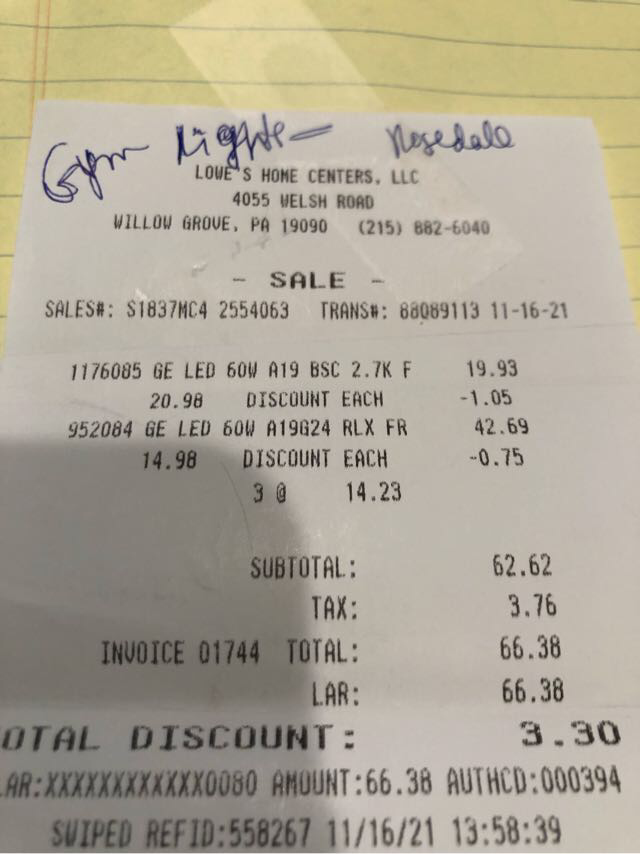 Gym Lights — Rosedale
LOWE'S HOME CENTERS, LLC
4055 WELSH ROAD
WILLOW GROVE, PA 19090 (215) 882-6040
- SALE -
SALES#: S1837MC4 2554063 TRANS#: 88089113 11-16-21
1176085 GE LED 60W A19 BSC 2.7K F 19.93
20.98 DISCOUNT EACH -1.05
952084 GE LED 60W A19G24 RLX FR 42.69
14.98 DISCOUNT EACH -0.75
3 @ 14.23
SUBTOTAL: 62.62
TAX: 3.76
INVOICE 01744 TOTAL: 66.38
LAR: 66.38
OTAL DISCOUNT: 3.30
LAR:XXXXXXXXXXXX0080 AMOUNT:66.38 AUTHCD:000394
SWIPED REFID:558267 11/16/21 13:58:39